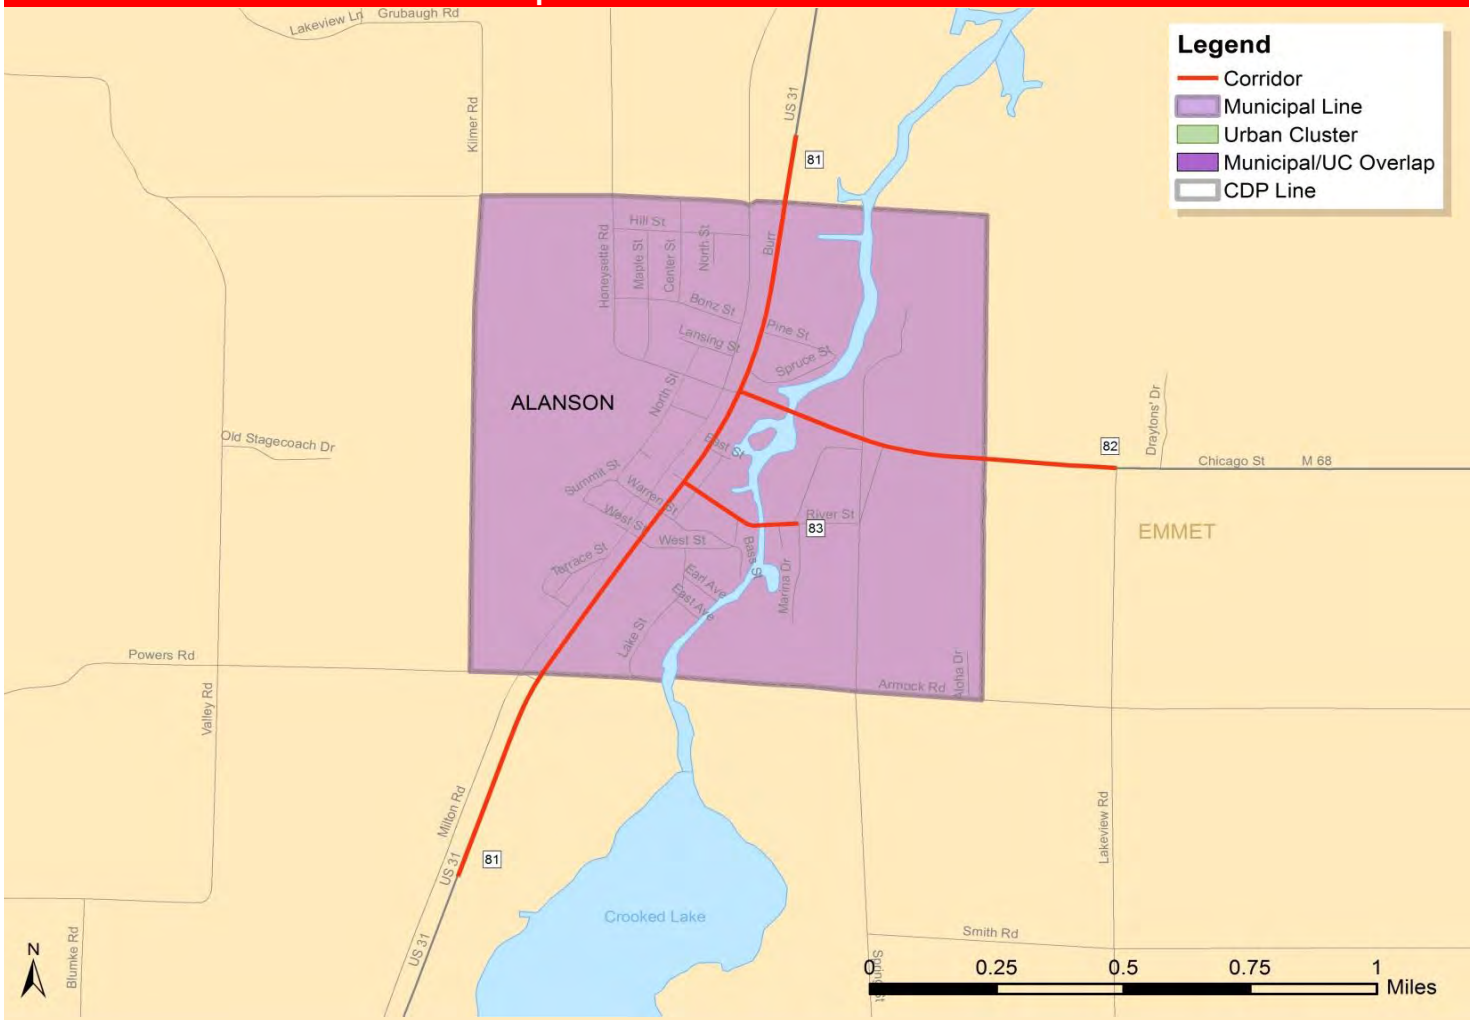 Lakeview Ln
Grubaugh Rd
Legend
Corridor
Municipal Line
Urban Cluster
Municipal/UC Overlap
CDP Line
US 31
Kilmer Rd
81
Hill St
Honeysette Rd
Maple St
Center St
North St
Burr
Bonz St
Pine St
Lansing St
Spruce St
ALANSON
North St
Draytons' Dr
Old Stagecoach Dr
East St
82
Chicago St
M 68
Summit St
Warren St
West St
River St
83
EMMET
West St
Bass St
Terrace St
Earl Ave
Marina Dr
East Ave
Lake St
Powers Rd
Aloha Dr
Armock Rd
Valley Rd
Milton Rd
Lakeview Rd
US 31
81
Crooked Lake
Blumke Rd
US 31
Smith Rd
N
0
0.25
0.5
0.75
1
Miles